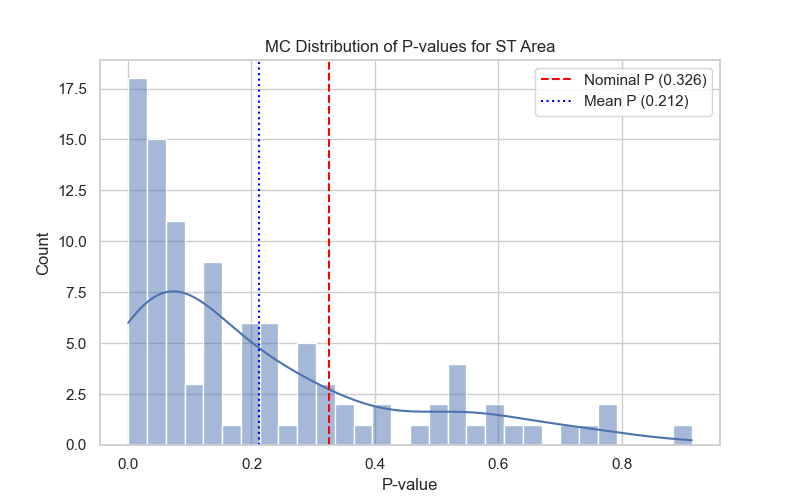 MC Distribution of P-values for ST Area
Nominal P (0.326)
Mean P (0.212)
17.5
15.0
12.5
10.0
7.5
5.0
2.5
0.0
Count
0.0 0.2 0.4 0.6 0.8
P-value